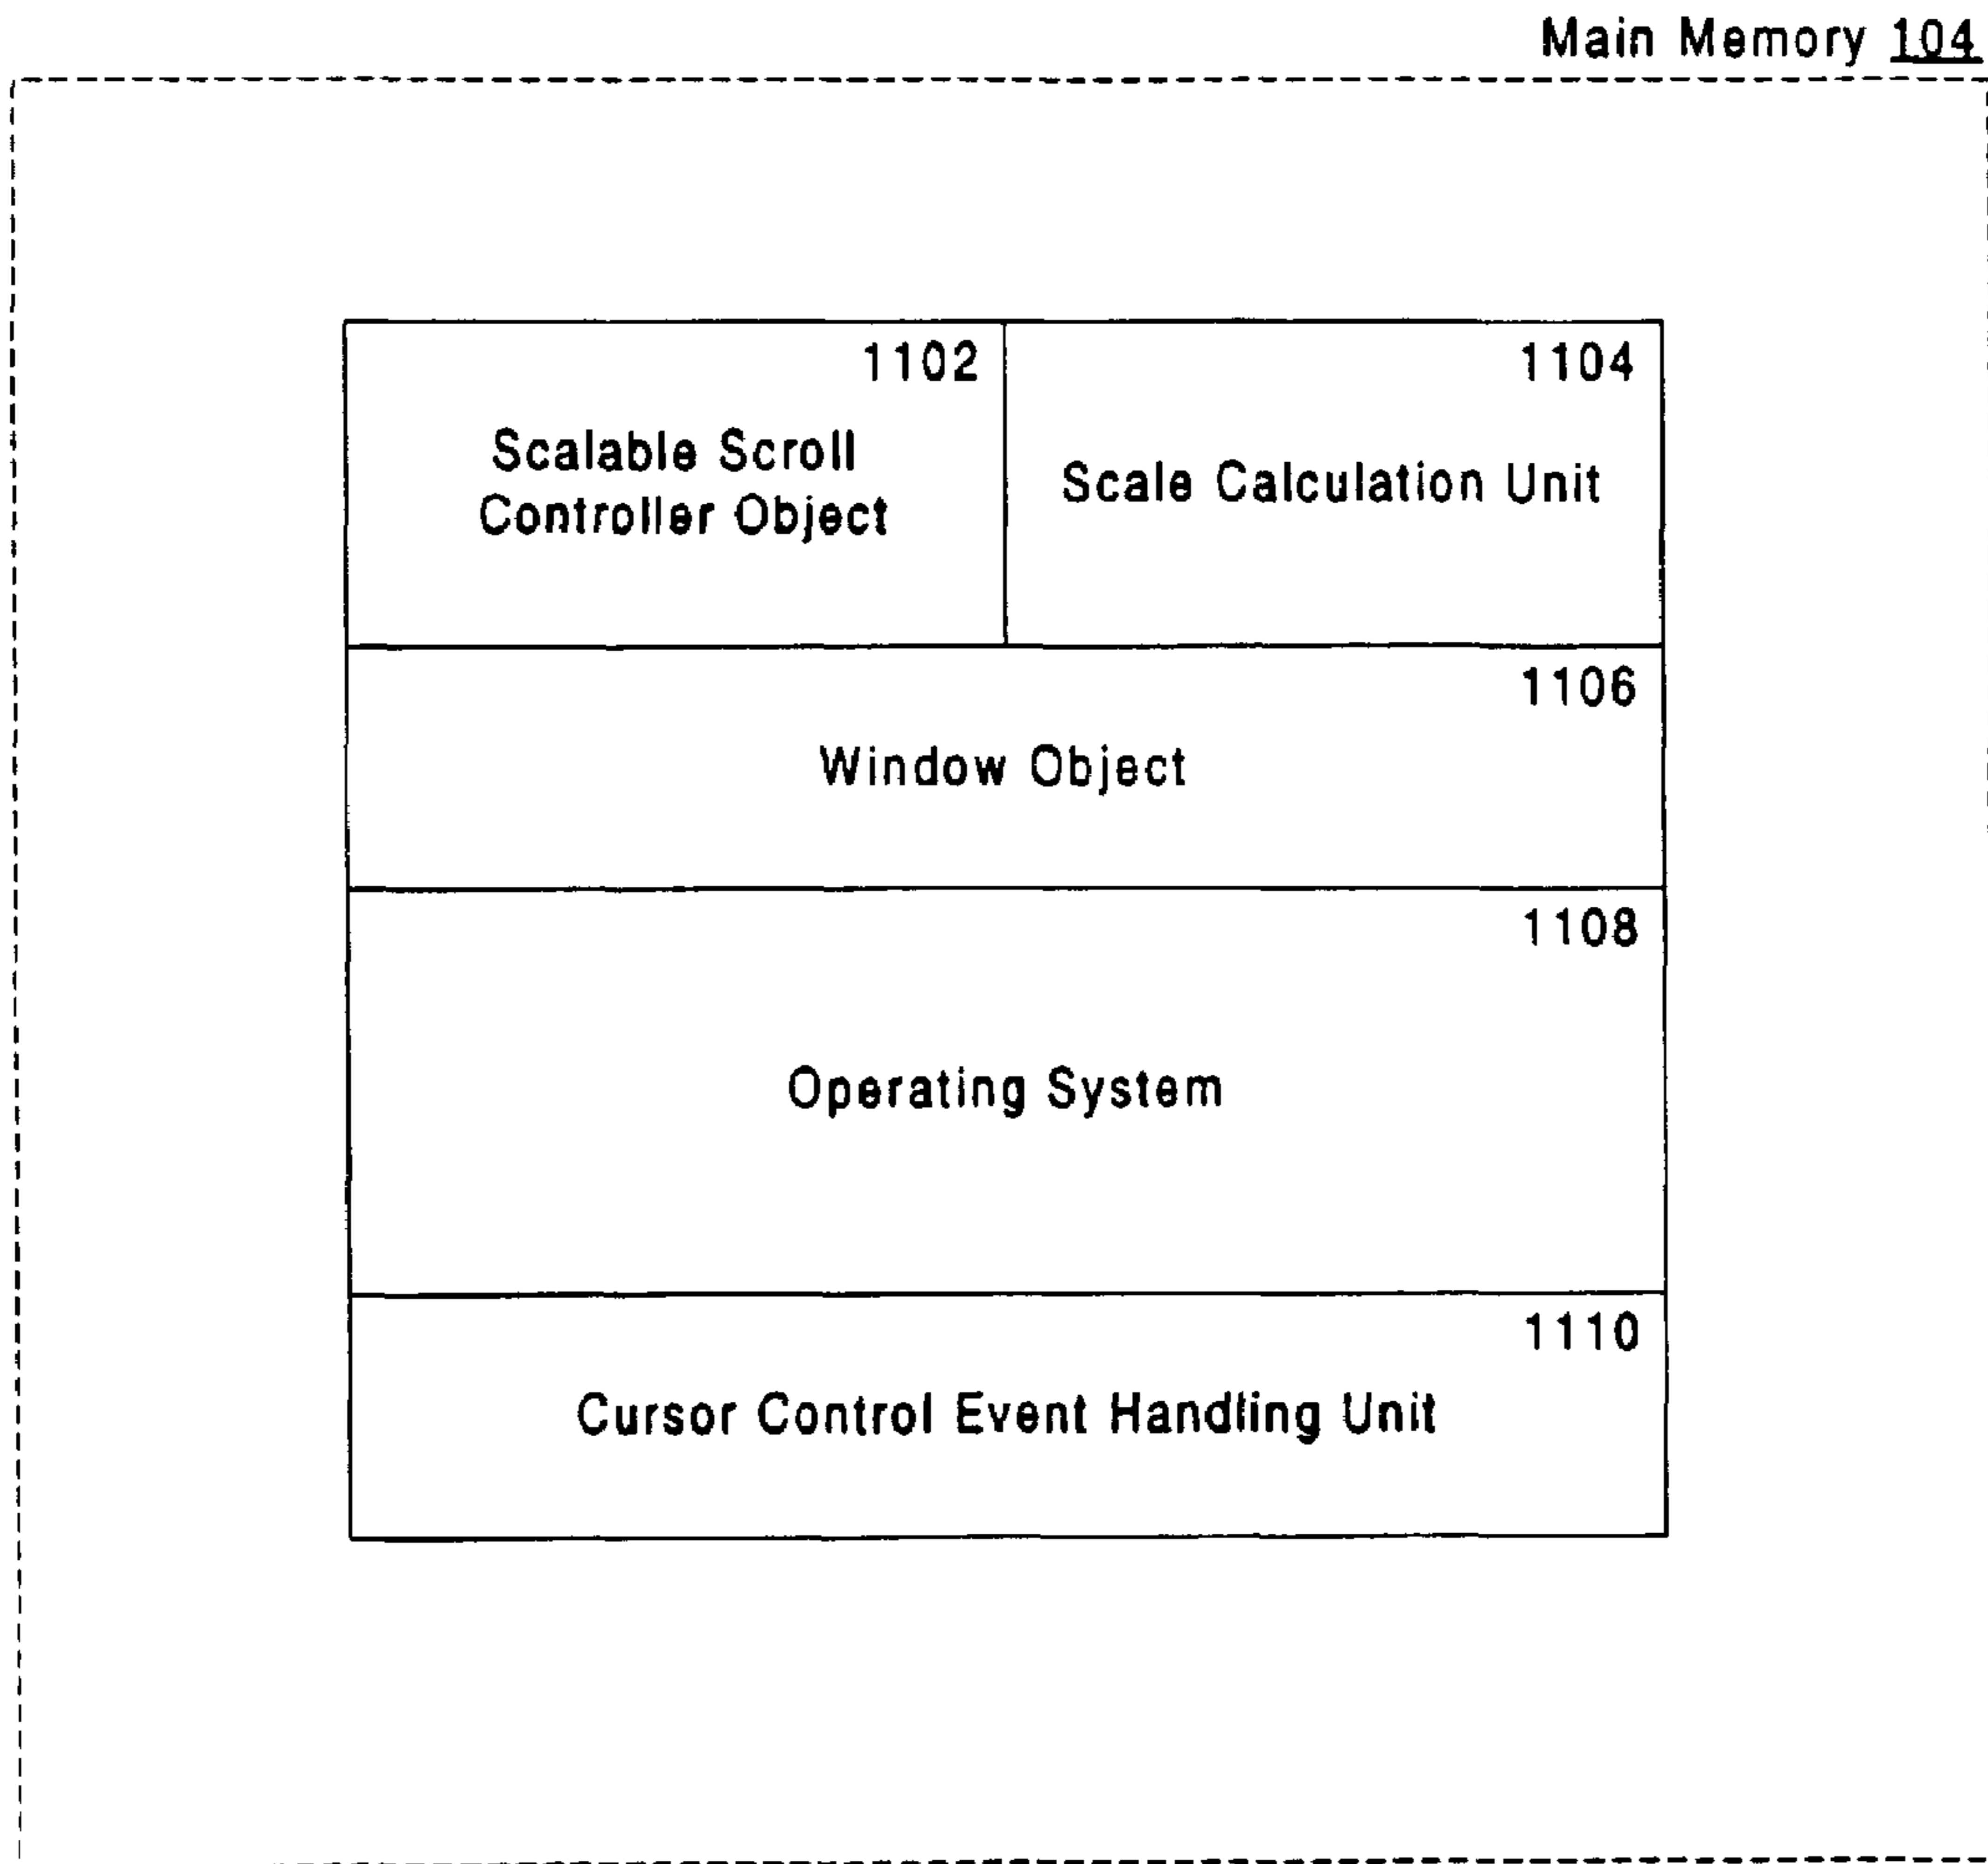 Main Memory 104
1102
Scalable Scroll
Controller Object
1104
Scale Calculation Unit
1106
Window Object
1108
Operating System
1110
Cursor Control Event Handling Unit